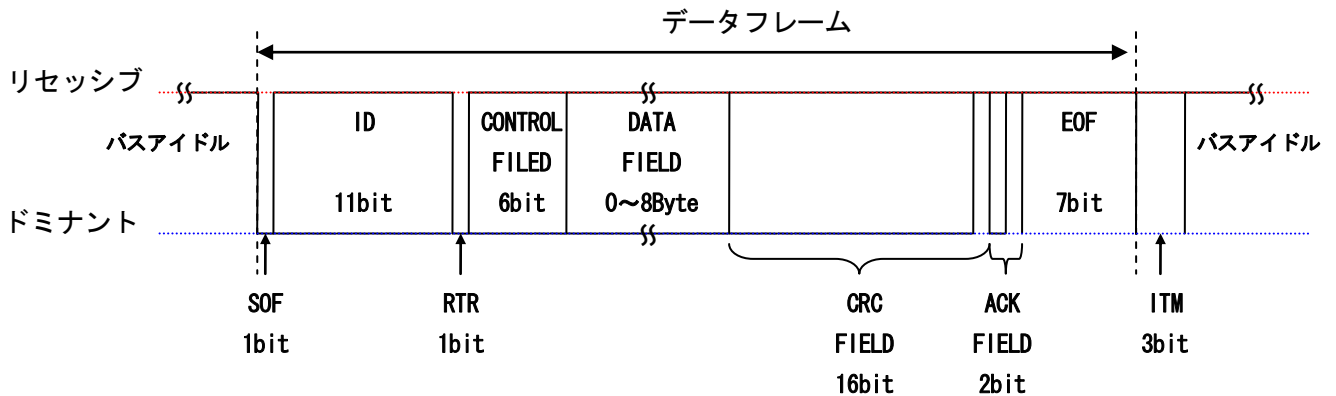 データフレーム
リセッシブ
バスアイドル
ID
11bit
CONTROL
FILED
6bit
DATA
FIELD
0～8Byte
EOF
7bit
バスアイドル
ドミナント
SOF
1bit
RTR
1bit
CRC
FIELD
16bit
ACK
FIELD
2bit
ITM
3bit